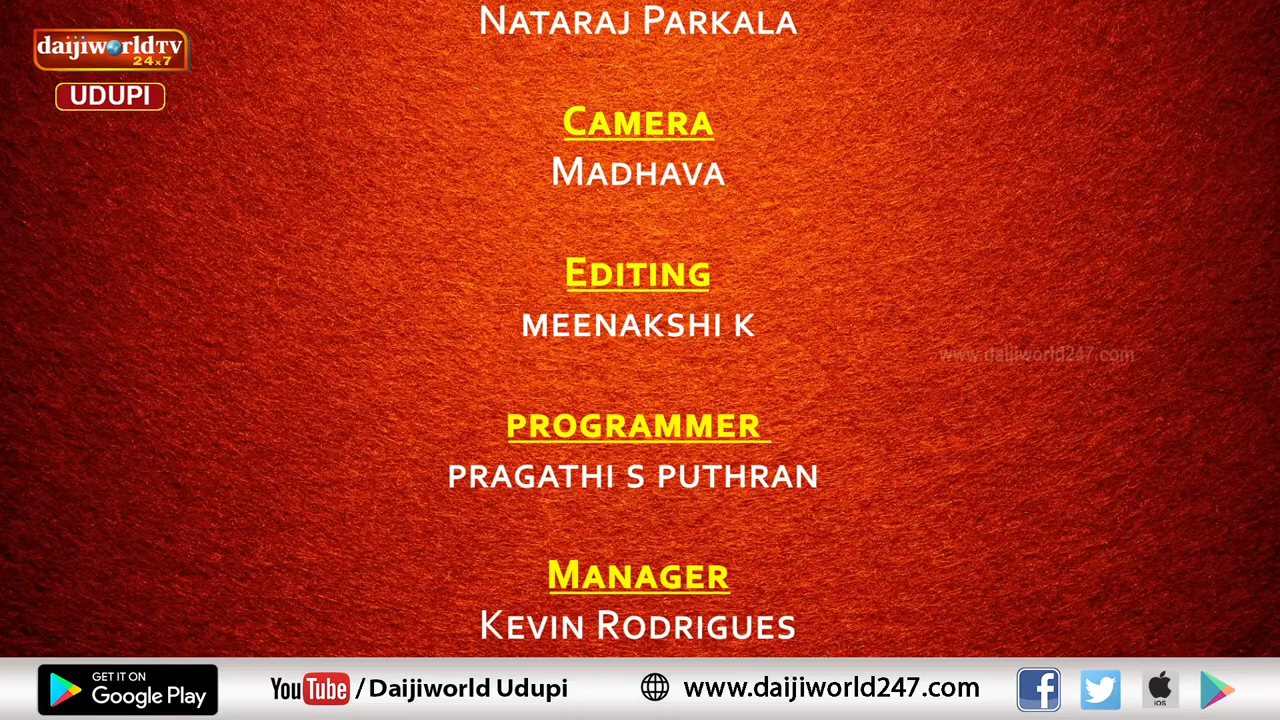 NATARAJ PARKALA
daijiworldTV
24x7
UDUPI
CAMERA
MADHAVA
EDITING
MEENAKSHI K
www.daijiworld247.com
PROGRAMMER
PRAGATHI S PUTHRAN
MANAGER
KEVIN RODRIGUES
GET IT ON
Google Play
YouTube / Daijiworld Udupi
www.daijiworld247.com
iOS